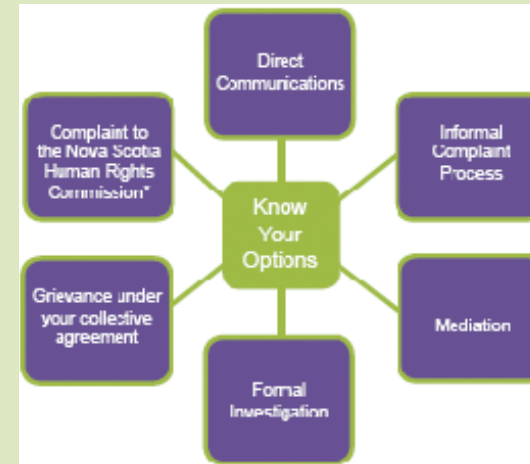 Direct
Communications
Informal
Complaint
Process
Mediation
Formal
Investigation
Grievance under
your collective
agreement
Complaint to
the Nova Scotia
Human Rights
Commission*
Know
Your
Options